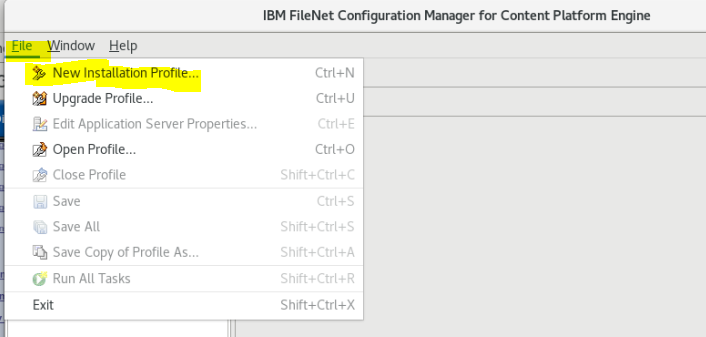 IBM FileNet Configuration Manager for Content Platform Engine
File Window Help
New Installation Profile... Ctrl+N
Upgrade Profile... Ctrl+U
Edit Application Server Properties... Ctrl+E
Open Profile... Ctrl+O
Close Profile Shift+Ctrl+C
Save Ctrl+S
Save All Shift+Ctrl+S
Save Copy of Profile As... Shift+Ctrl+A
Run All Tasks Shift+Ctrl+R
Exit Shift+Ctrl+X